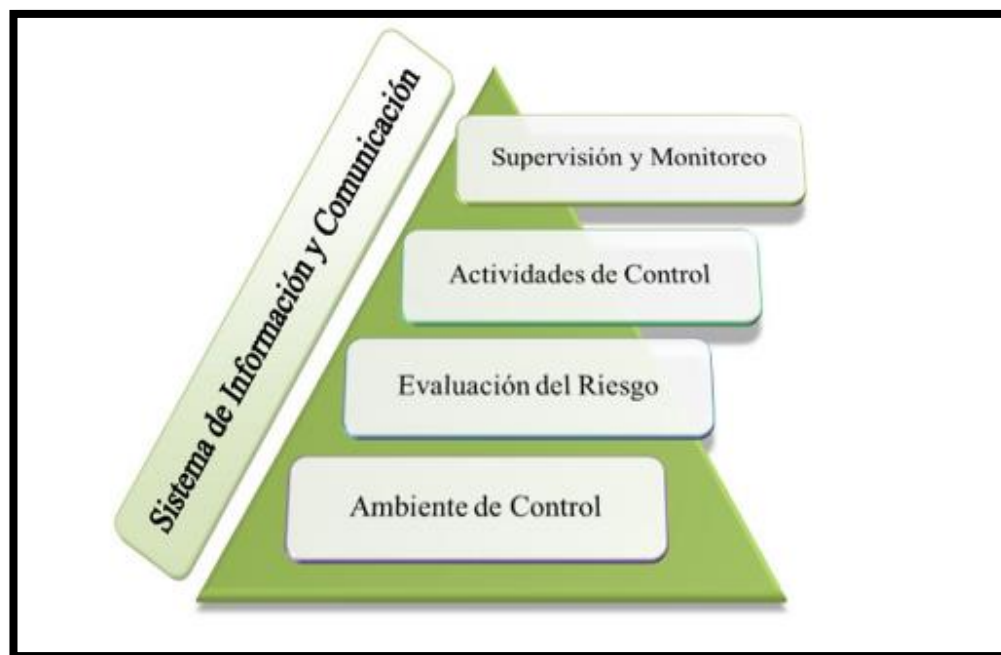 Sistema de Información y Comunicación
Supervisión y Monitoreo
Actividades de Control
Evaluación del Riesgo
Ambiente de Control